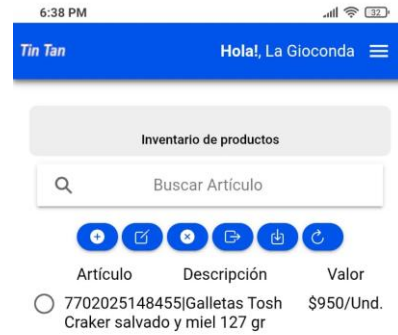 6:38 PM 32
Tin Tan Hola!, La Gioconda
Inventario de productos
Buscar Artículo
Artículo Descripción Valor
7702025148455|Galletas Tosh $950/Und.
Craker salvado y miel 127 gr